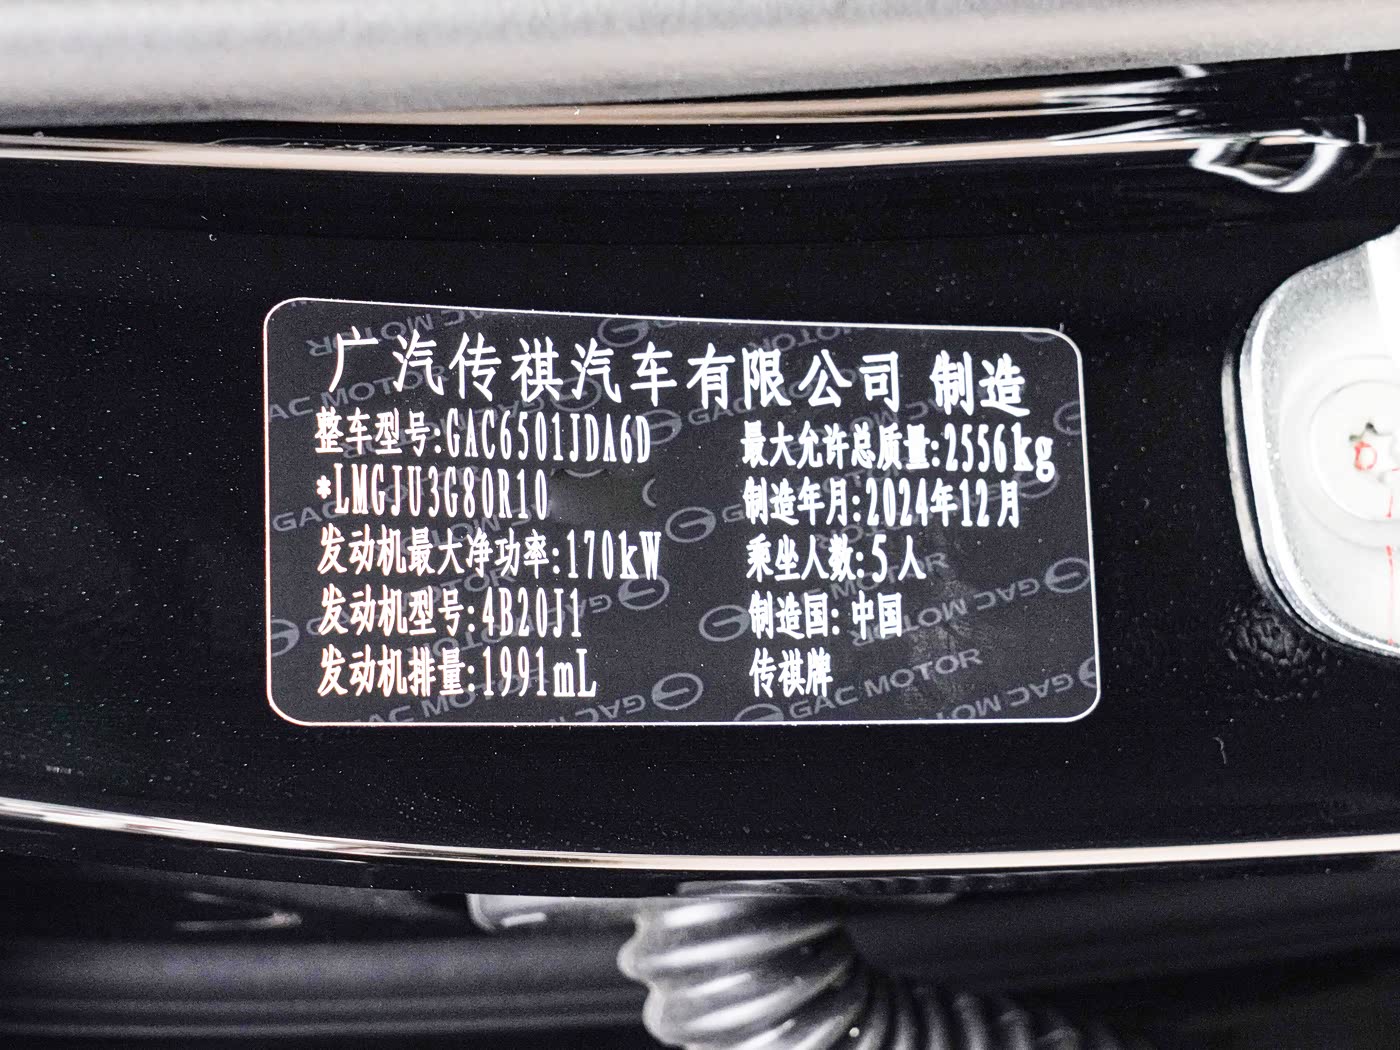 广汽传祺汽车有限公司 制造
整车型号:GAC6501JDA6D
*LMGJU3G80R10
发动机最大净功率:170kW
发动机型号:4B20J1
发动机排量:1991mL
最大允许总质量:2556kg
制造年月:2024年12月
乘坐人数:5人
制造国:中国
传祺牌
GAC MOTOR